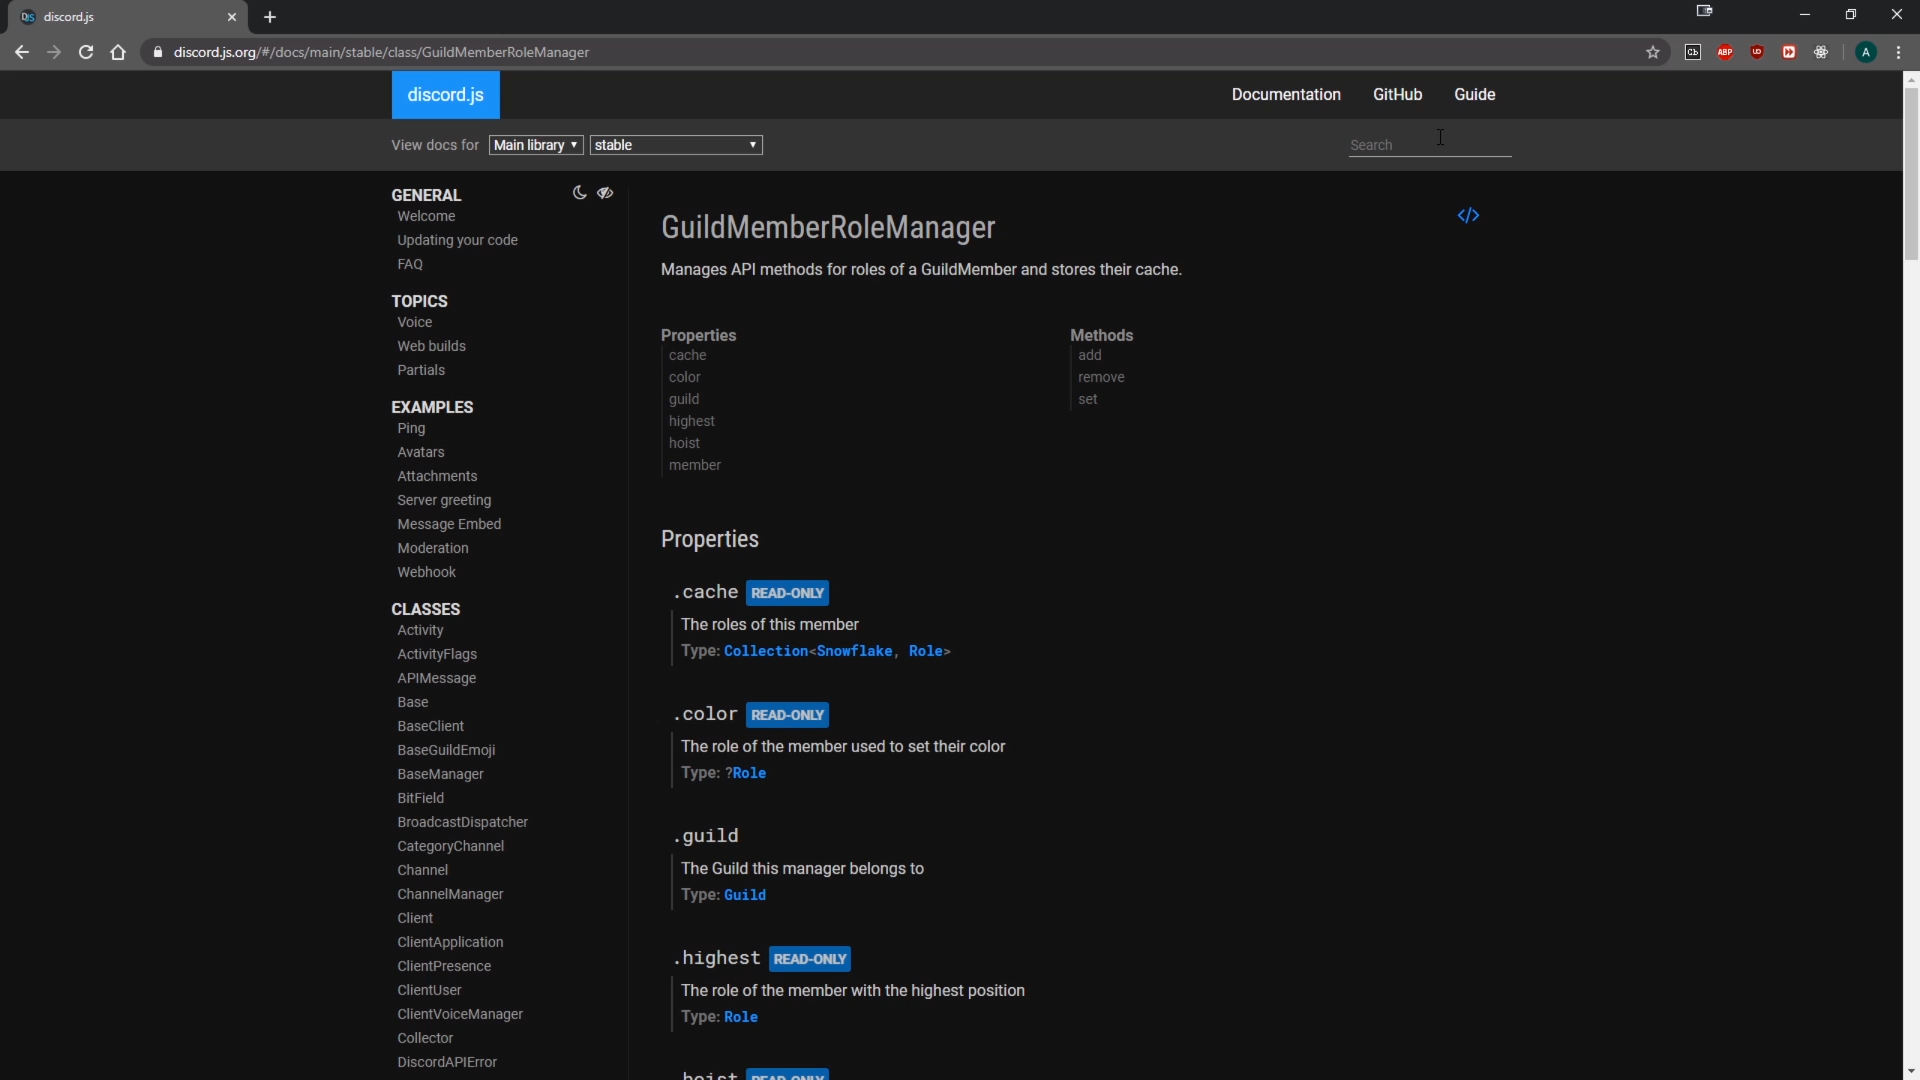 discord.js
discord.js.org/#/docs/main/stable/class/GuildMemberRoleManager
ABP
A
discord.js
Documentation GitHub Guide
View docs for Main library stable
Search
GENERAL
Welcome
Updating your code
FAQ
TOPICS
Voice
Web builds
Partials
EXAMPLES
Ping
Avatars
Attachments
Server greeting
Message Embed
Moderation
Webhook
CLASSES
Activity
ActivityFlags
APIMessage
Base
BaseClient
BaseGuildEmoji
BaseManager
BitField
BroadcastDispatcher
CategoryChannel
Channel
ChannelManager
Client
ClientApplication
ClientPresence
ClientUser
ClientVoiceManager
Collector
DiscordAPIError
GuildMemberRoleManager
</>
Manages API methods for roles of a GuildMember and stores their cache.
Properties
cache
color
guild
highest
hoist
member
Methods
add
remove
set
Properties
.cache READ-ONLY
The roles of this member
Type: Collection<Snowflake, Role>
.color READ-ONLY
The role of the member used to set their color
Type: ?Role
.guild
The Guild this manager belongs to
Type: Guild
.highest READ-ONLY
The role of the member with the highest position
Type: Role
.hoist READ-ONLY